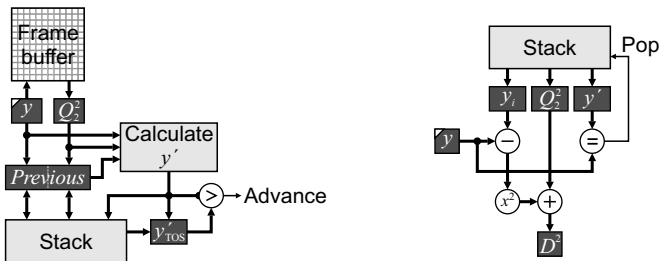 Frame
buffer
y Q₂²
Calculate
y′
Previous
> Advance
Stack y′TOS
Stack Pop
yᵢ Q₂² y′
y − =
x² +
D²